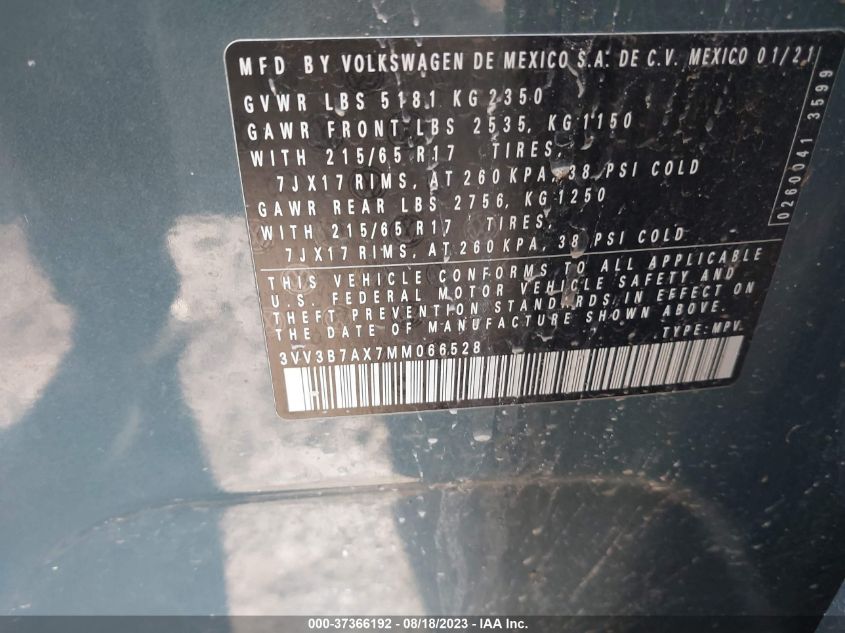 MFD BY VOLKSWAGEN DE MEXICO S.A. DE C.V. MEXICO 01/21
GVWR LBS 5181 KG 2350
GAWR FRONT LBS 2535, KG 1150
WITH 215/65 R17 TIRES,
7JX17 RIMS, AT 260 KPA, 38 PSI COLD
GAWR REAR LBS 2756, KG 1250
WITH 215/65 R17 TIRES,
7JX17 RIMS, AT 260 KPA, 38 PSI COLD
0260041 3599
THIS VEHICLE CONFORMS TO ALL APPLICABLE
U.S. FEDERAL MOTOR VEHICLE SAFETY AND
THEFT PREVENTION STANDARDS IN EFFECT ON
THE DATE OF MANUFACTURE SHOWN ABOVE.
TYPE: MPV
3VV3B7AX7MM066528
000-37366192 - 08/18/2023 - IAA Inc.